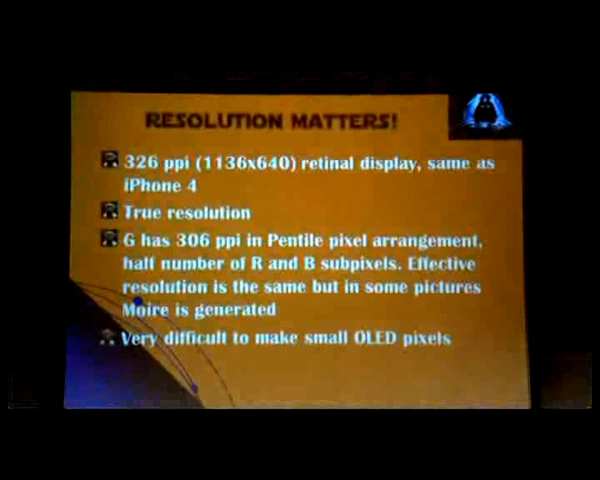 RESOLUTION MATTERS!
326 ppi (1136x640) retinal display, same as
iPhone 4
True resolution
G has 306 ppi in Pentile pixel arrangement,
half number of R and B subpixels. Effective
resolution is the same but in some pictures
Moire is generated
Very difficult to make small OLED pixels